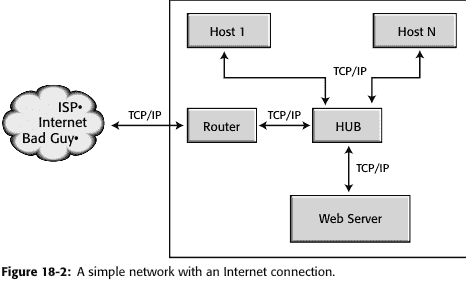 Host 1
Host N
TCP/IP
ISP•
Internet
Bad Guy•
TCP/IP
Router
TCP/IP
HUB
TCP/IP
Web Server
Figure 18-2: A simple network with an Internet connection.